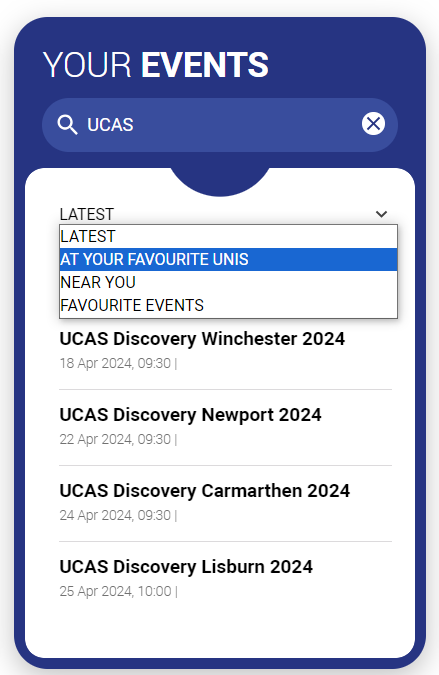 YOUR EVENTS
UCAS
LATEST
LATEST
AT YOUR FAVOURITE UNIS
NEAR YOU
FAVOURITE EVENTS
UCAS Discovery Winchester 2024
18 Apr 2024, 09:30 |
UCAS Discovery Newport 2024
22 Apr 2024, 09:30 |
UCAS Discovery Carmarthen 2024
24 Apr 2024, 09:30 |
UCAS Discovery Lisburn 2024
25 Apr 2024, 10:00 |